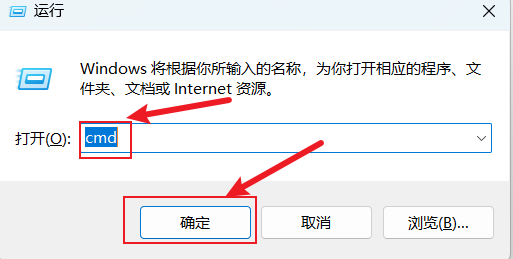 运行
Windows 将根据你所输入的名称，为你打开相应的程序、文
件夹、文档或 Internet 资源。
打开(O): cmd
确定 取消 浏览(B)...